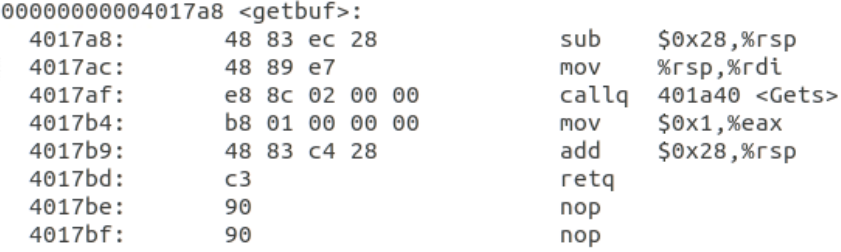 00000000004017a8 <getbuf>:
4017a8: 48 83 ec 28 sub $0x28,%rsp
4017ac: 48 89 e7 mov %rsp,%rdi
4017af: e8 8c 02 00 00 callq 401a40 <Gets>
4017b4: b8 01 00 00 00 mov $0x1,%eax
4017b9: 48 83 c4 28 add $0x28,%rsp
4017bd: c3 retq
4017be: 90 nop
4017bf: 90 nop